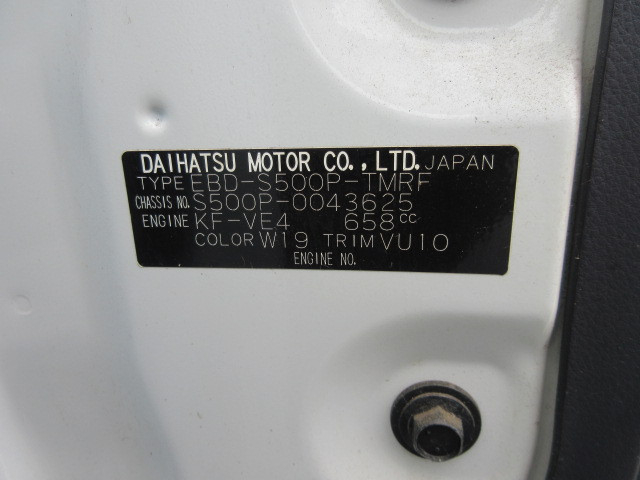 DAIHATSU MOTOR CO., LTD. JAPAN
TYPE EBD-S500P-TMRF
CHASSIS NO. S500P-0043625
ENGINE KF-VE4 658cc
COLOR W19 TRIM VU10
ENGINE NO.